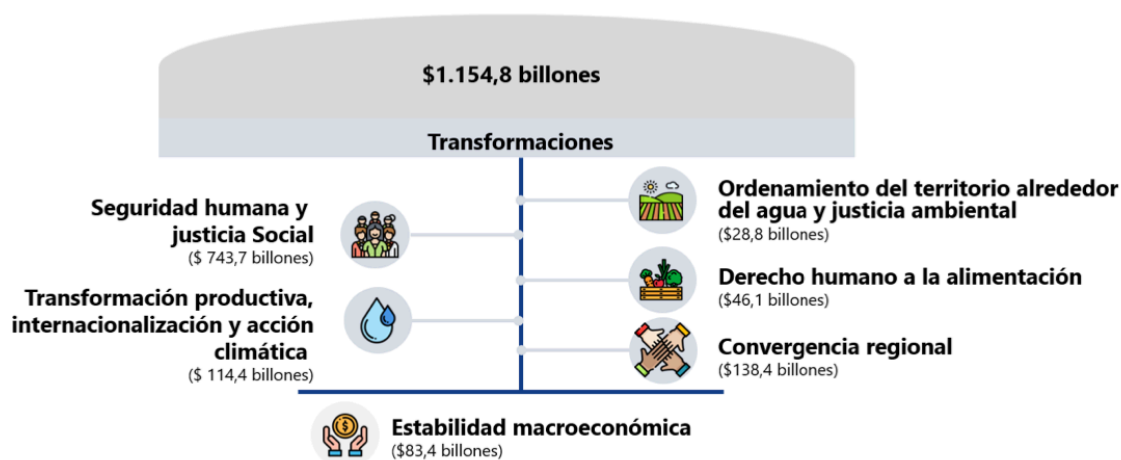 $1.154,8 billones
Transformaciones
Seguridad humana y
justicia Social
($ 743,7 billones)
Transformación productiva,
internacionalización y acción
climática
($ 114,4 billones)
Ordenamiento del territorio alrededor
del agua y justicia ambiental
($28,8 billones)
Derecho humano a la alimentación
($46,1 billones)
Convergencia regional
($138,4 billones)
Estabilidad macroeconómica
($83,4 billones)